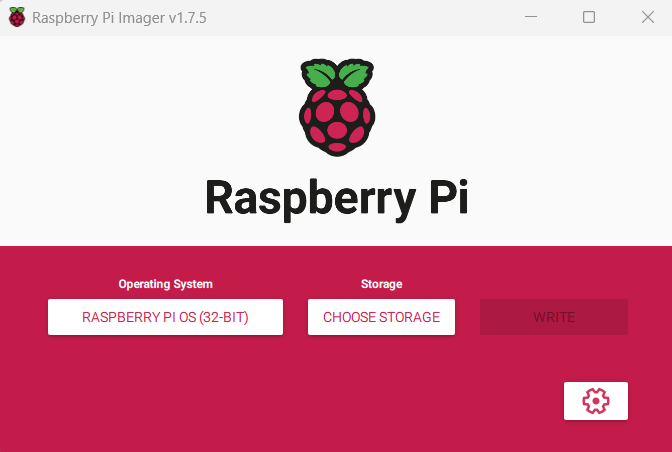 Raspberry Pi Imager v1.7.5
Raspberry Pi
Operating System
Storage
RASPBERRY PI OS (32-BIT)
CHOOSE STORAGE
WRITE